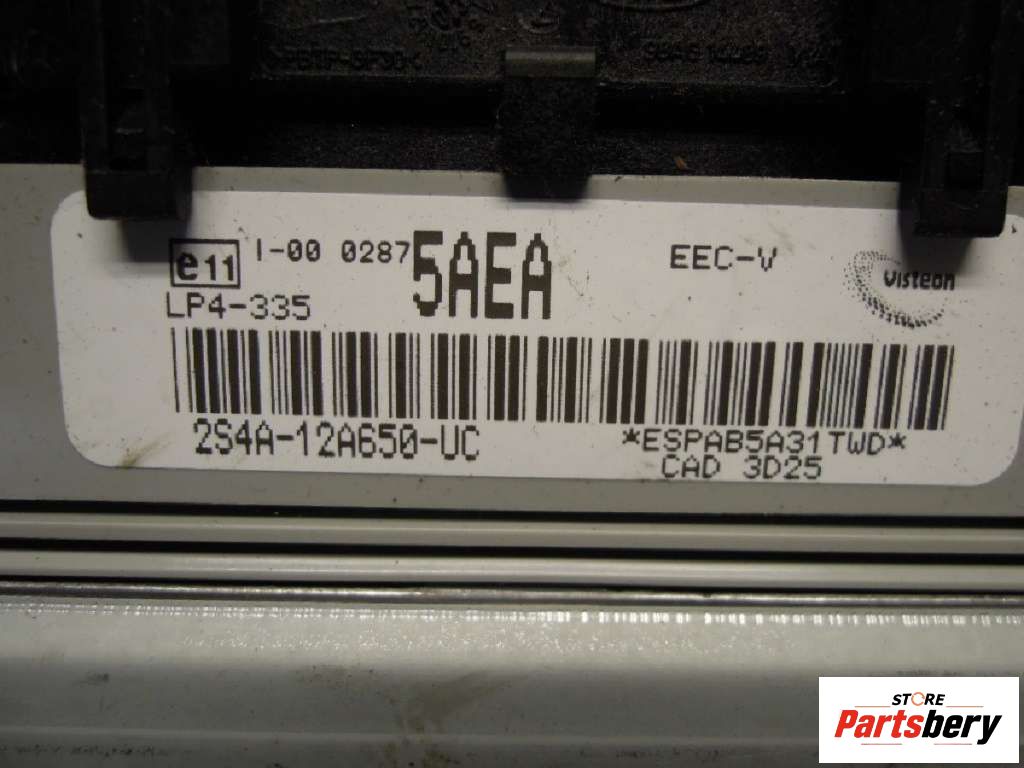 e11 I-00 0287 5AEA EEC-V Visteon
LP4-335
2S4A-12A650-UC *ESPAB5A31TWD*
CAD 3D25
STORE
Partsbery